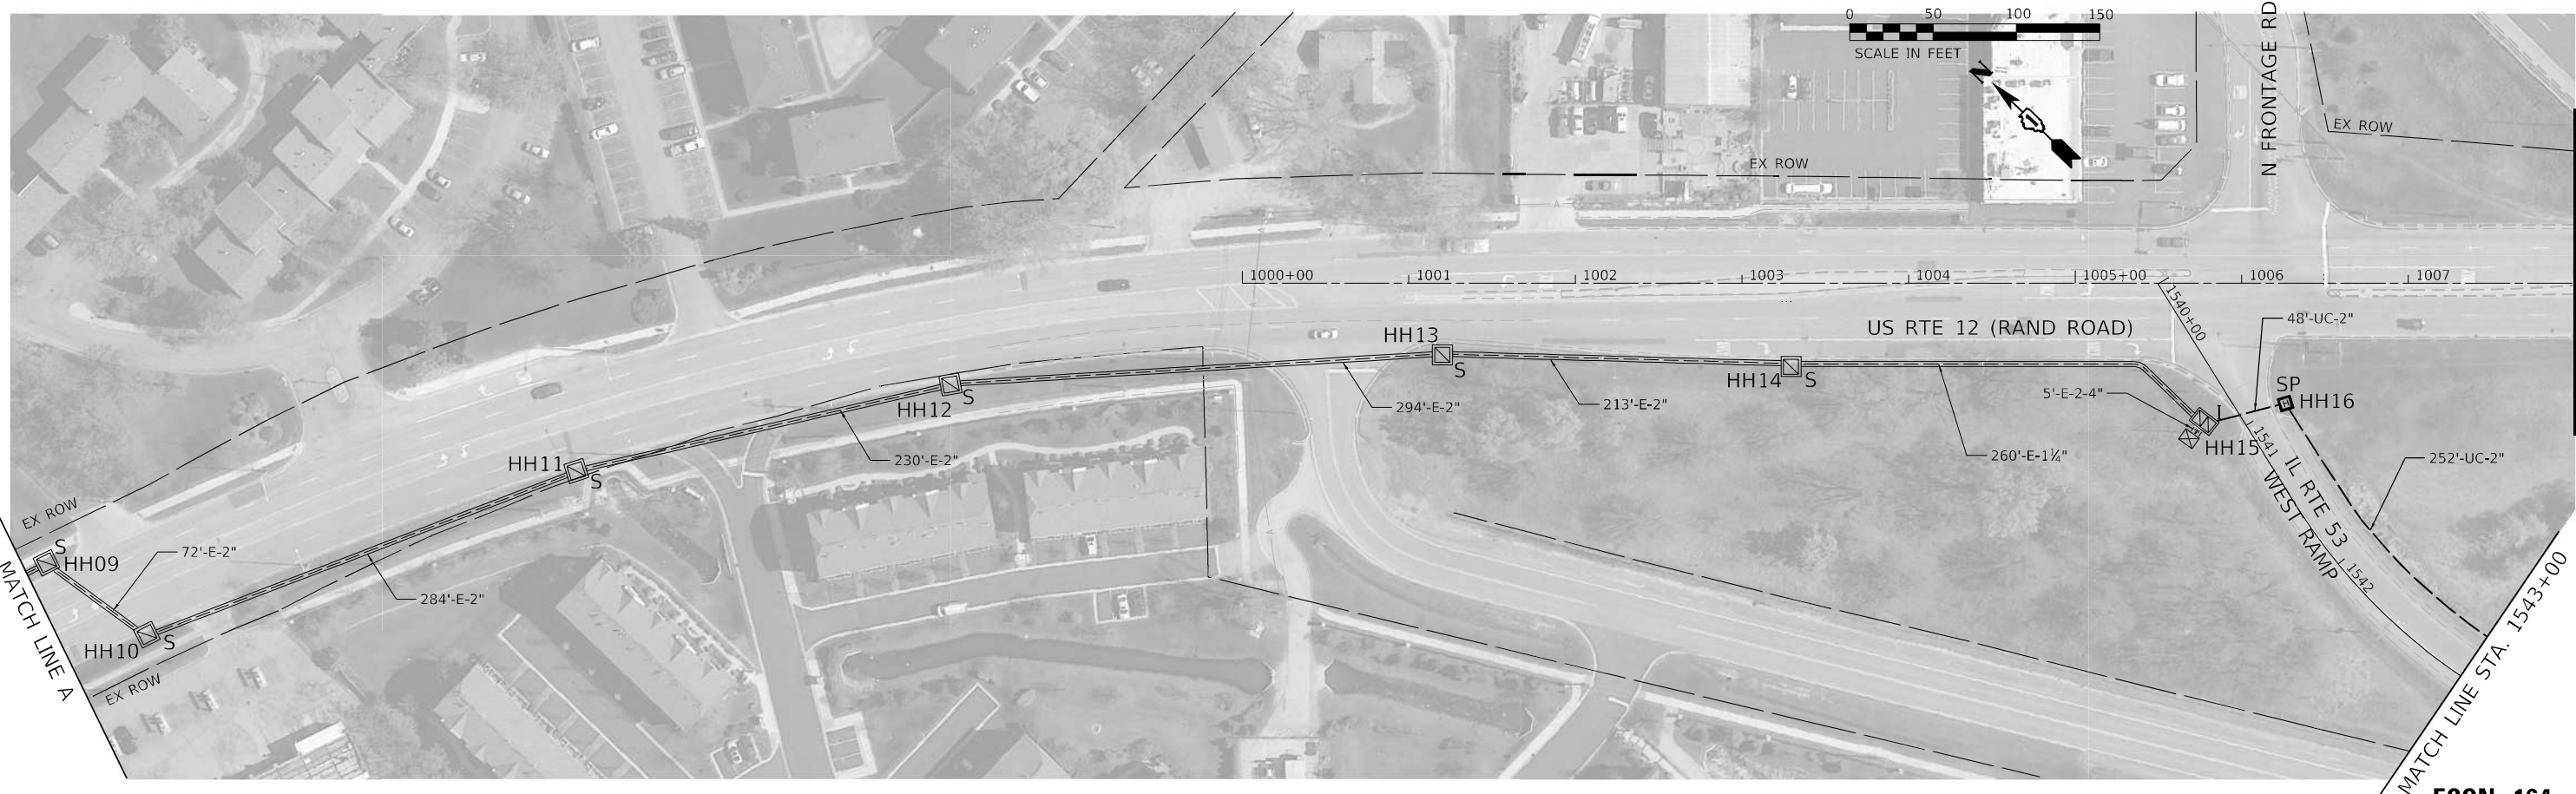 0 50 100 150
SCALE IN FEET
N
N FRONTAGE RD
EX ROW
EX ROW
1000+00 1001 1002 1003 1004 1005+00 1006 1007
1540+00
US RTE 12 (RAND ROAD)
48'-UC-2"
HH13
S
HH14
S
5'-E-2-4"
SP
HH16
I
HH15
1541
HH12
S
294'-E-2"
213'-E-2"
260'-E-1¼"
252'-UC-2"
HH11
S
230'-E-2"
IL RTE 53
WEST RAMP
1542
EX ROW
S
HH09
72'-E-2"
284'-E-2"
HH10
S
EX ROW
MATCH LINE A
MATCH LINE STA. 1543+00